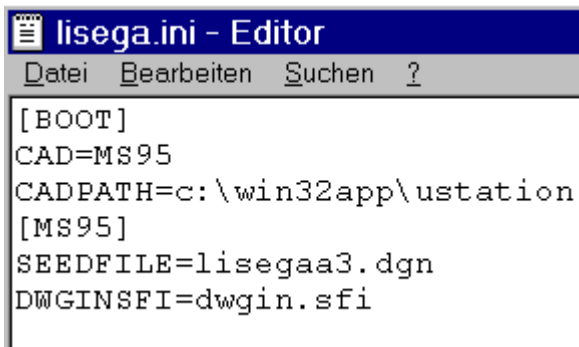 lisega.ini - Editor
Datei Bearbeiten Suchen ?
[BOOT]
CAD=MS95
CADPATH=c:\win32app\ustation
[MS95]
SEEDFILE=lisegaa3.dgn
DWGINSFI=dwgin.sfi